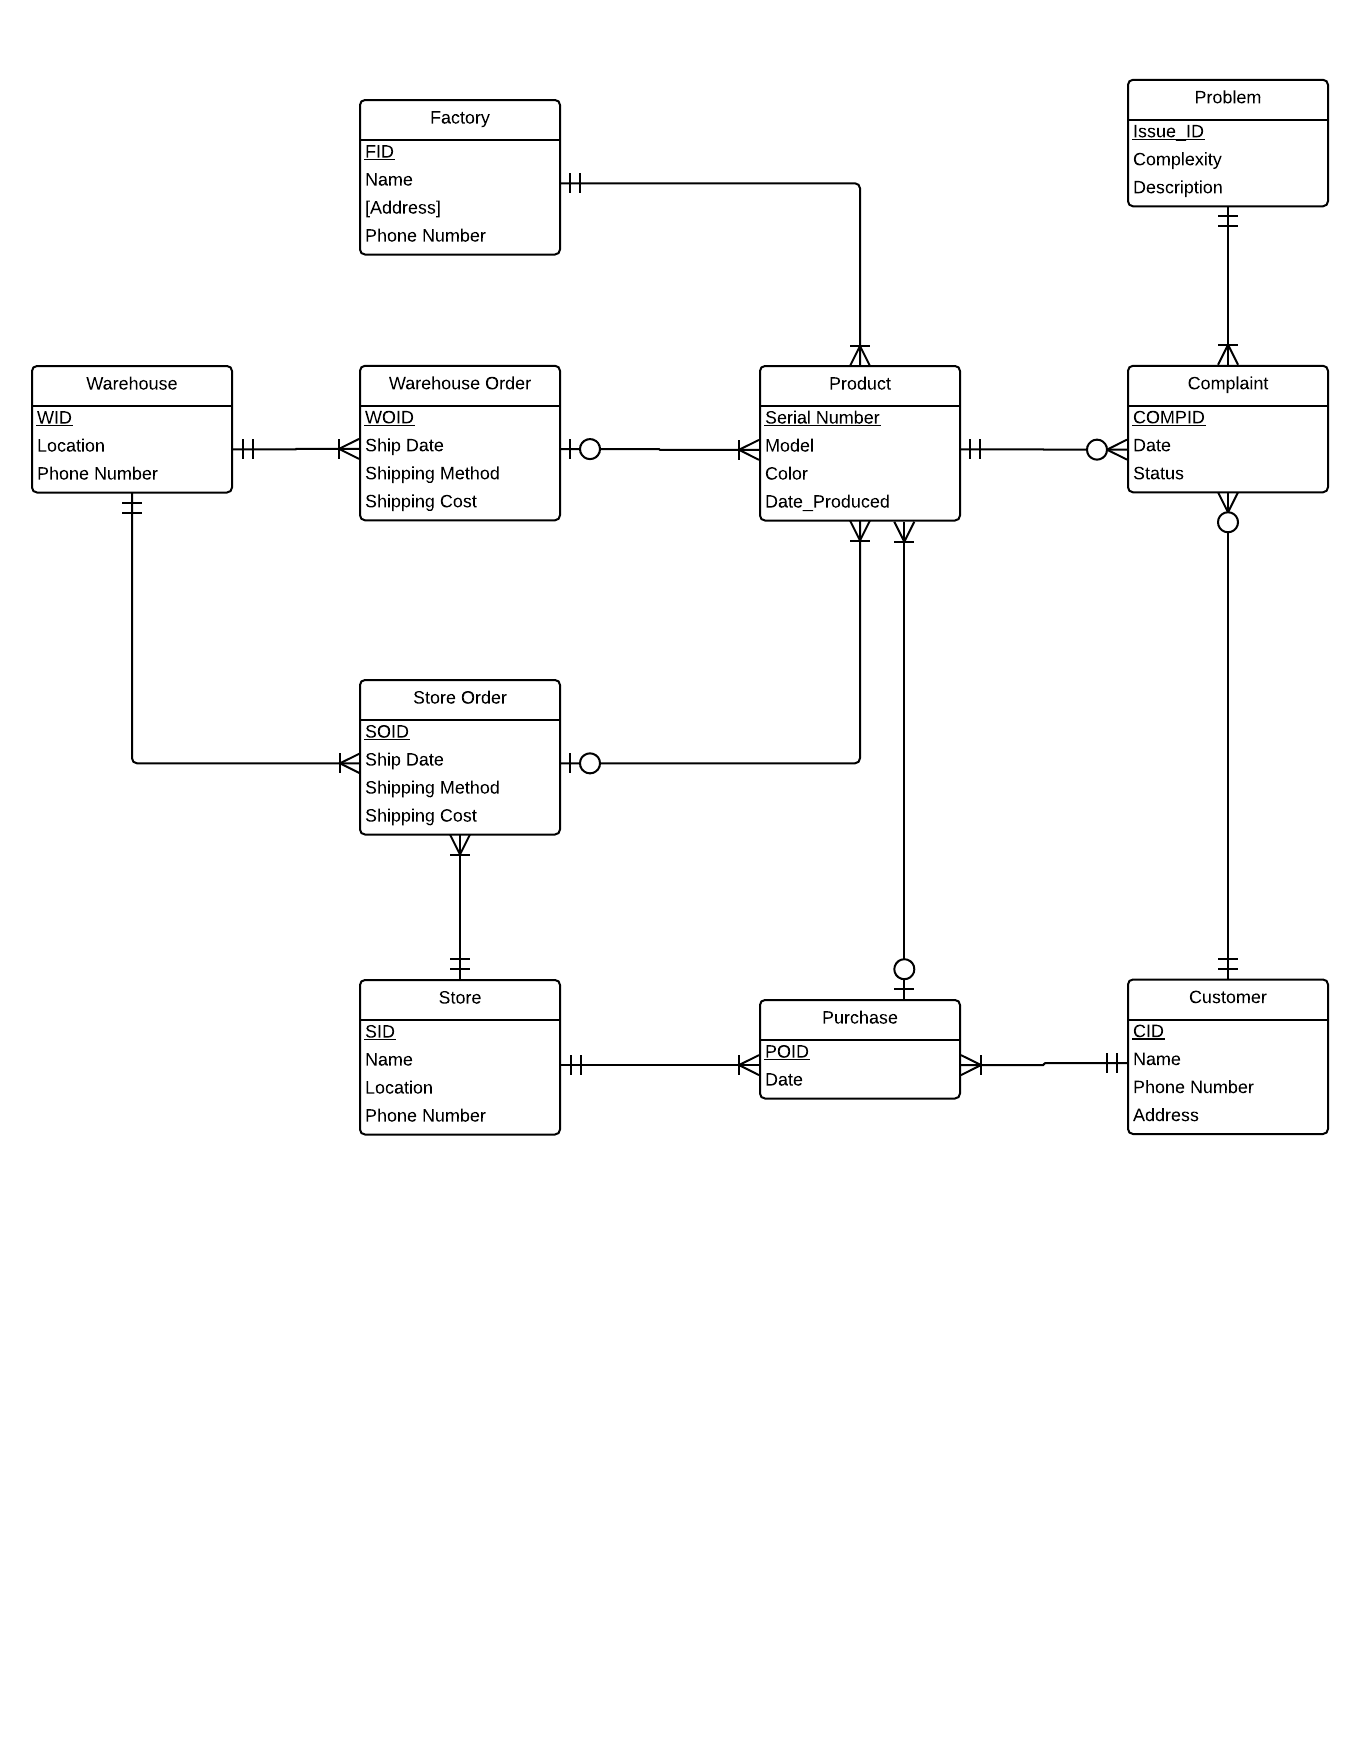 Problem
Issue_ID
Complexity
Description
Factory
FID
Name
[Address]
Phone Number
Warehouse
WID
Location
Phone Number
Warehouse Order
WOID
Ship Date
Shipping Method
Shipping Cost
Product
Serial Number
Model
Color
Date_Produced
Complaint
COMPID
Date
Status
Store Order
SOID
Ship Date
Shipping Method
Shipping Cost
Store
SID
Name
Location
Phone Number
Purchase
POID
Date
Customer
CID
Name
Phone Number
Address